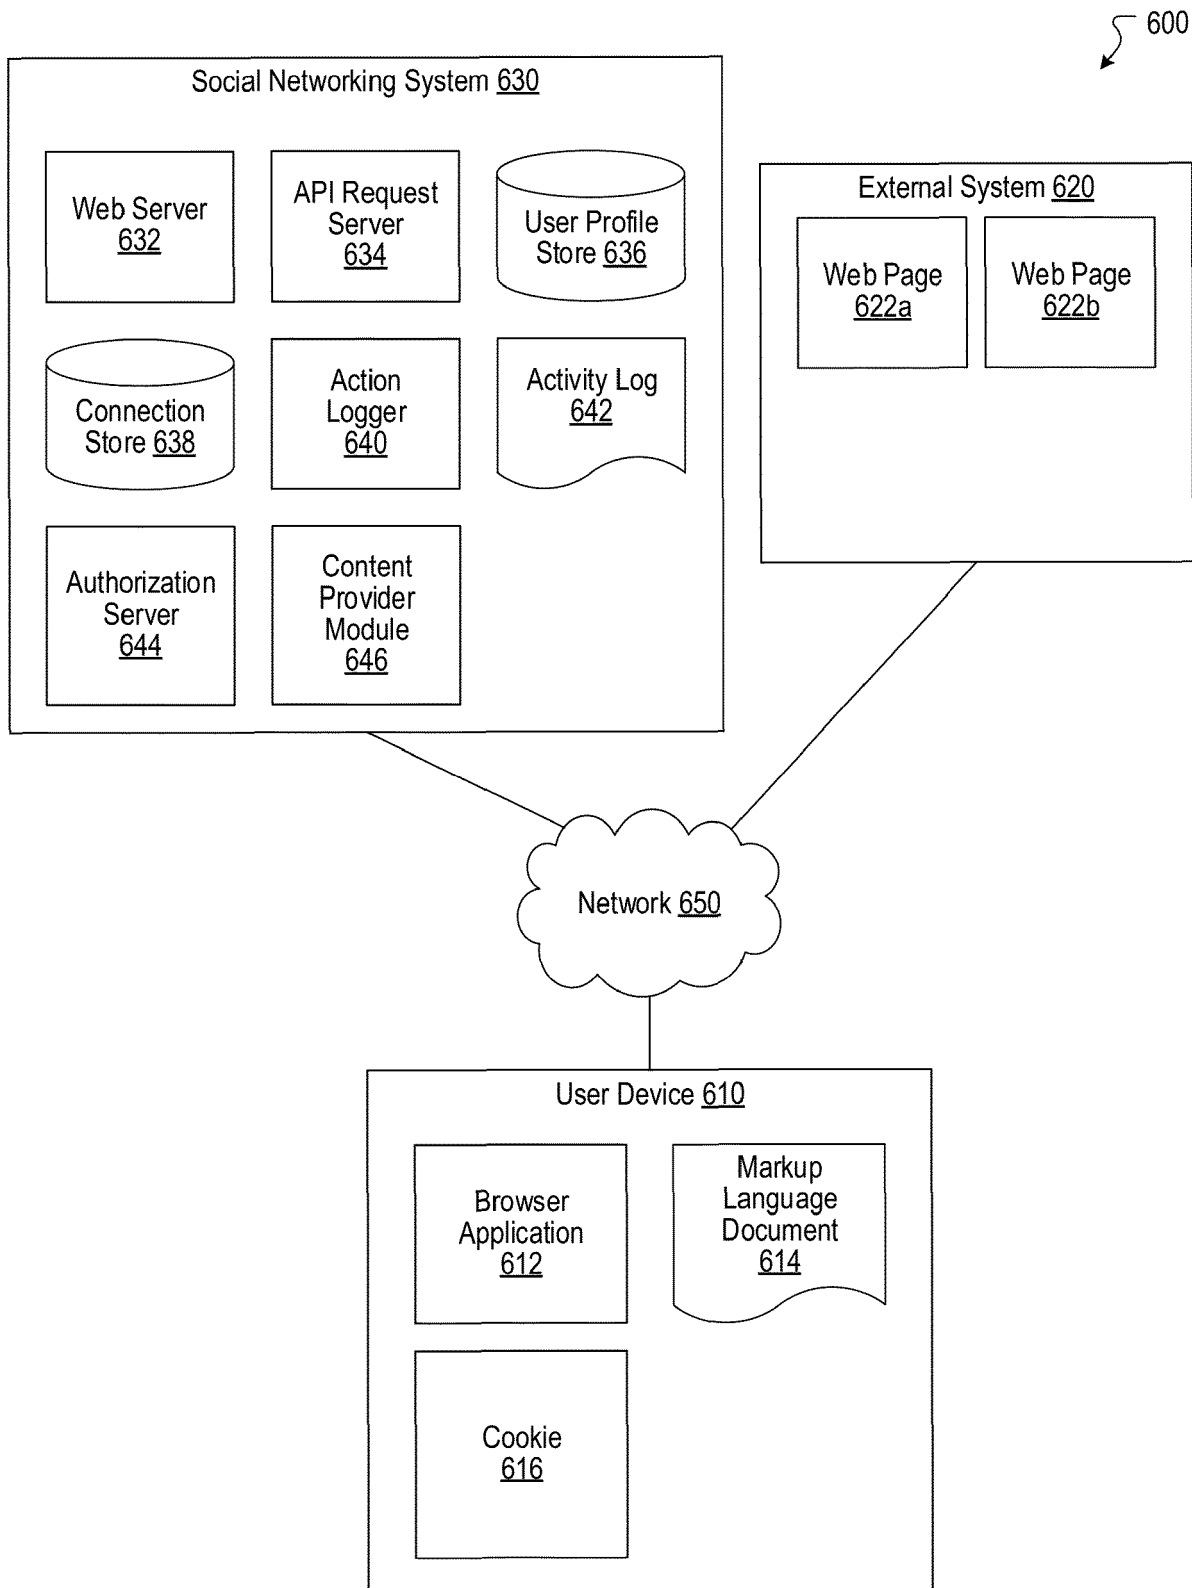 600
Social Networking System 630
Web Server
632
API Request
Server
634
User Profile
Store 636
Connection
Store 638
Action
Logger
640
Activity Log
642
Authorization
Server
644
Content
Provider
Module
646
External System 620
Web Page
622a
Web Page
622b
Network 650
User Device 610
Browser
Application
612
Markup
Language
Document
614
Cookie
616